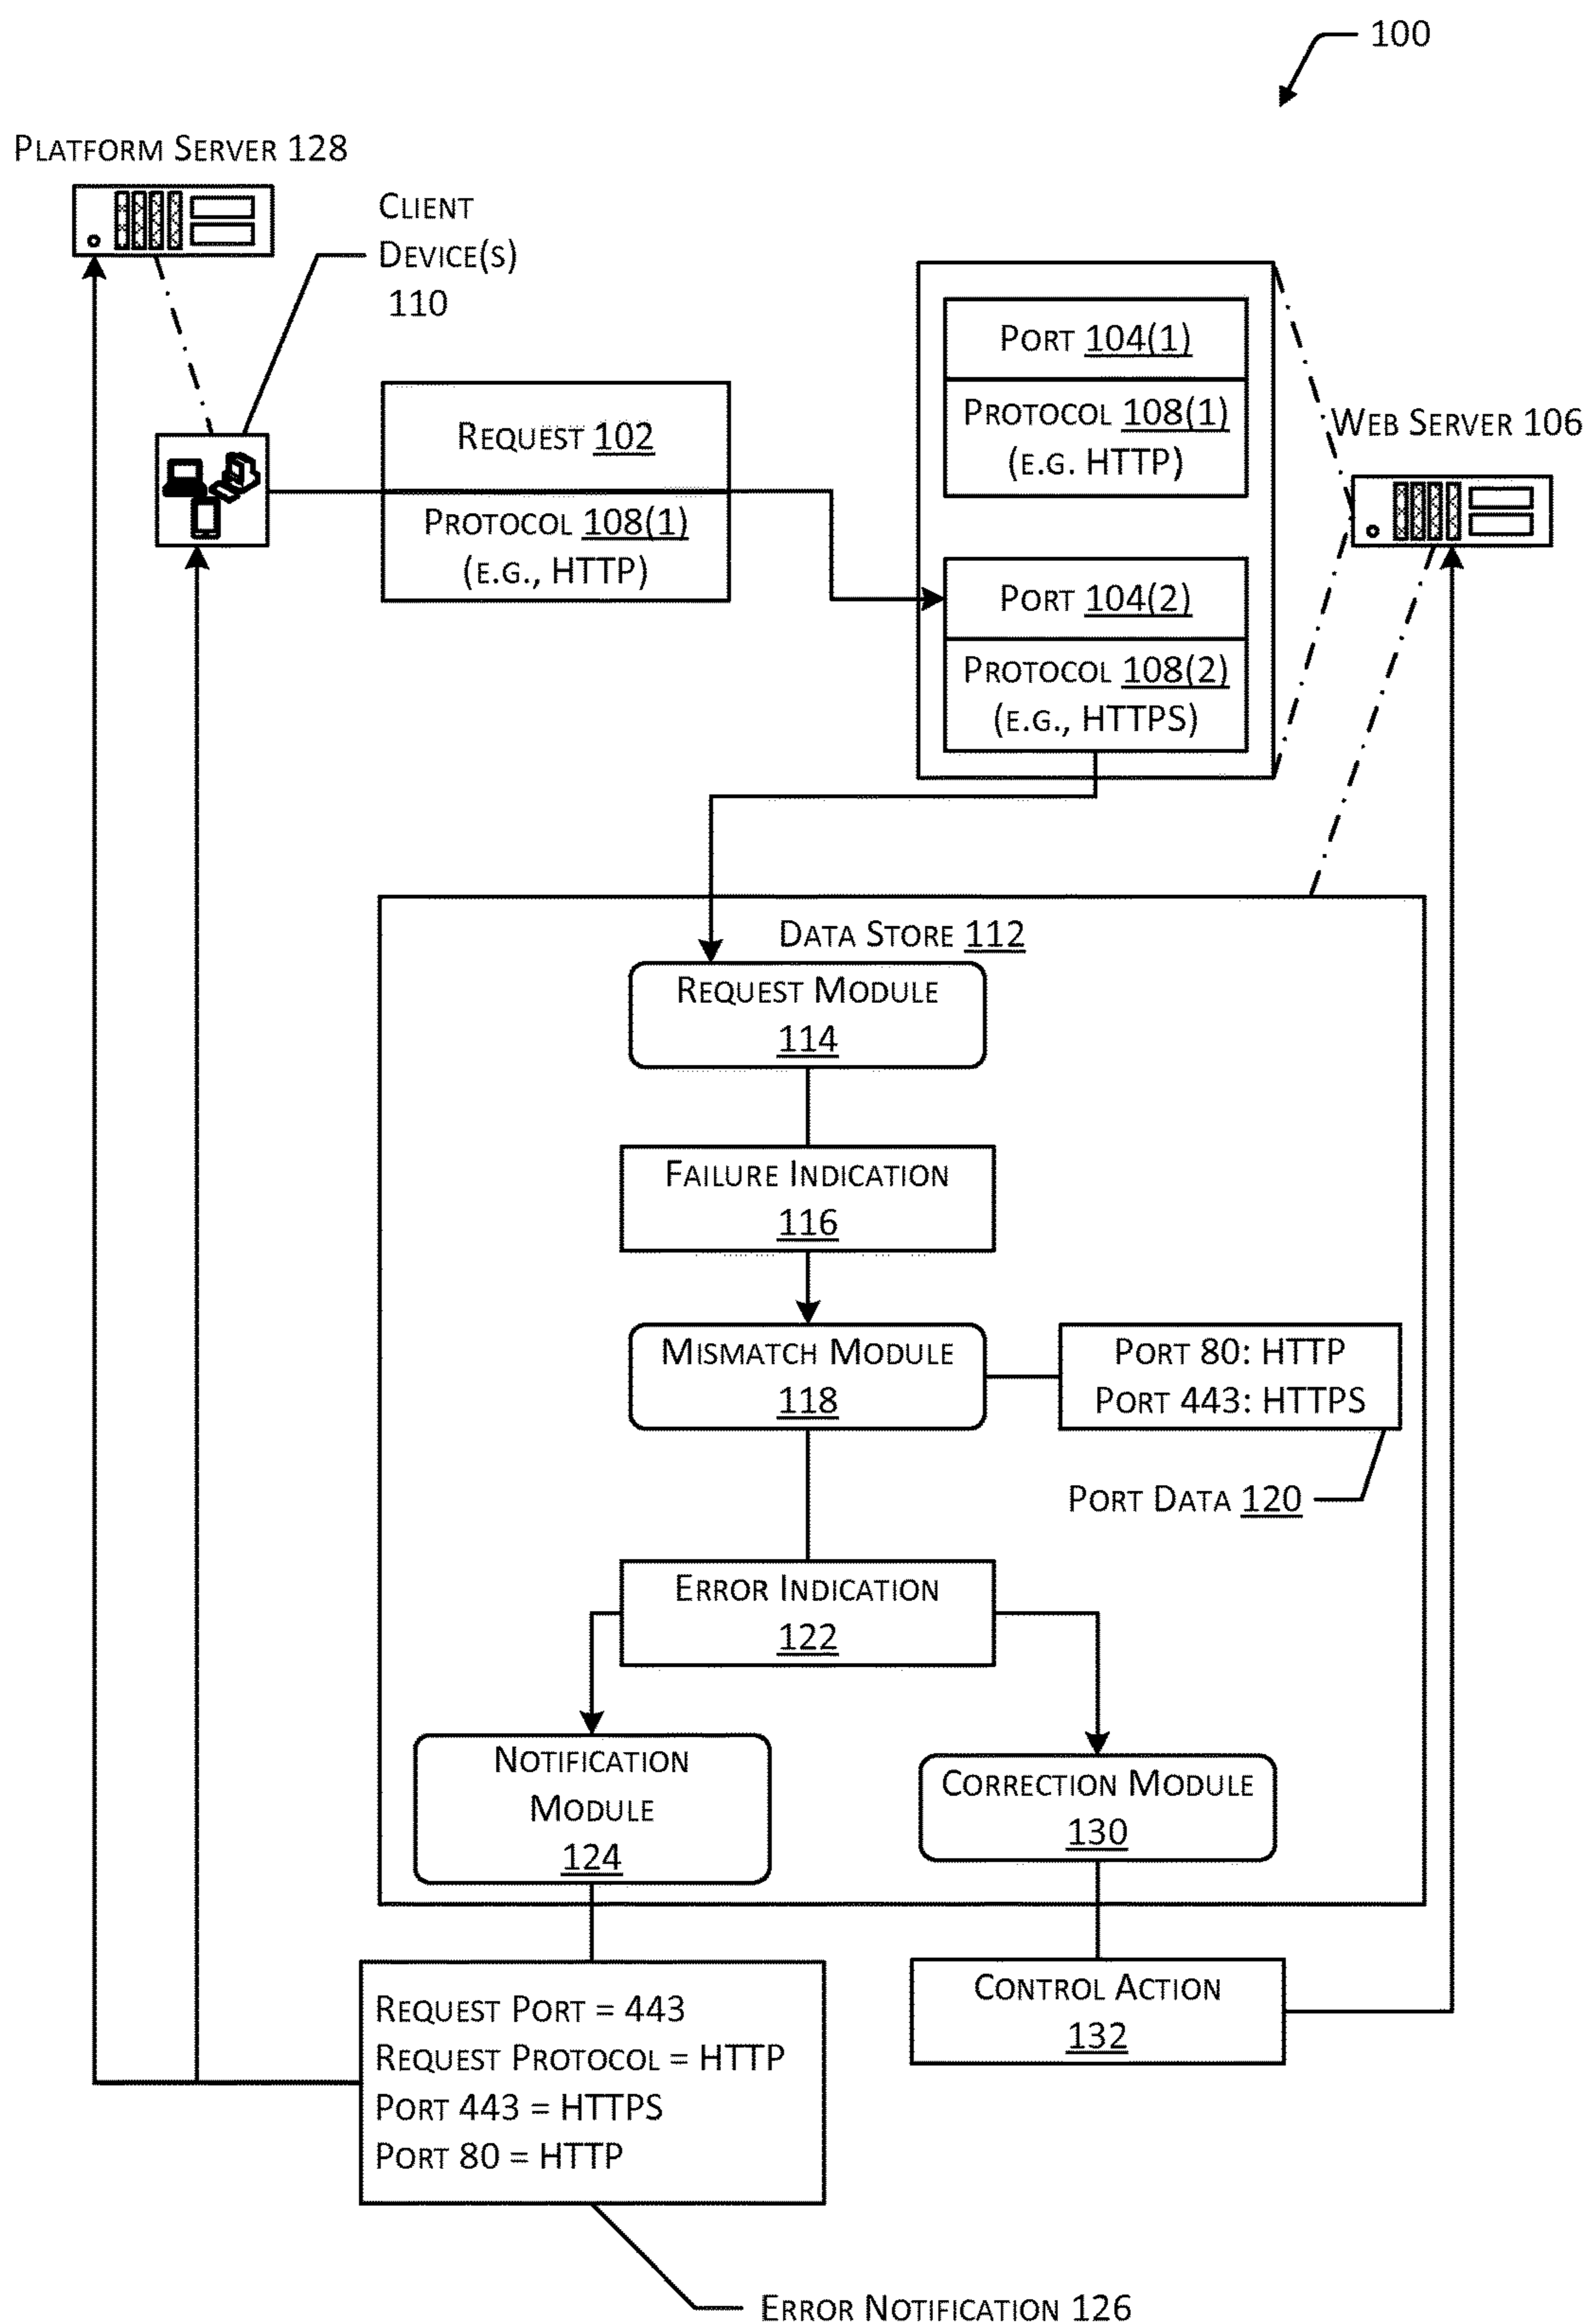 100
Platform Server 128
Client
Device(s)
110
Port 104(1)
Protocol 108(1)
(e.g. HTTP)
Request 102
Protocol 108(1)
(e.g., HTTP)
Web Server 106
Port 104(2)
Protocol 108(2)
(e.g., HTTPS)
Data Store 112
Request Module
114
Failure Indication
116
Mismatch Module
118
Port 80: HTTP
Port 443: HTTPS
Port Data 120
Error Indication
122
Notification
Module
124
Correction Module
130
Request Port = 443
Request Protocol = HTTP
Port 443 = HTTPS
Port 80 = HTTP
Control Action
132
Error Notification 126